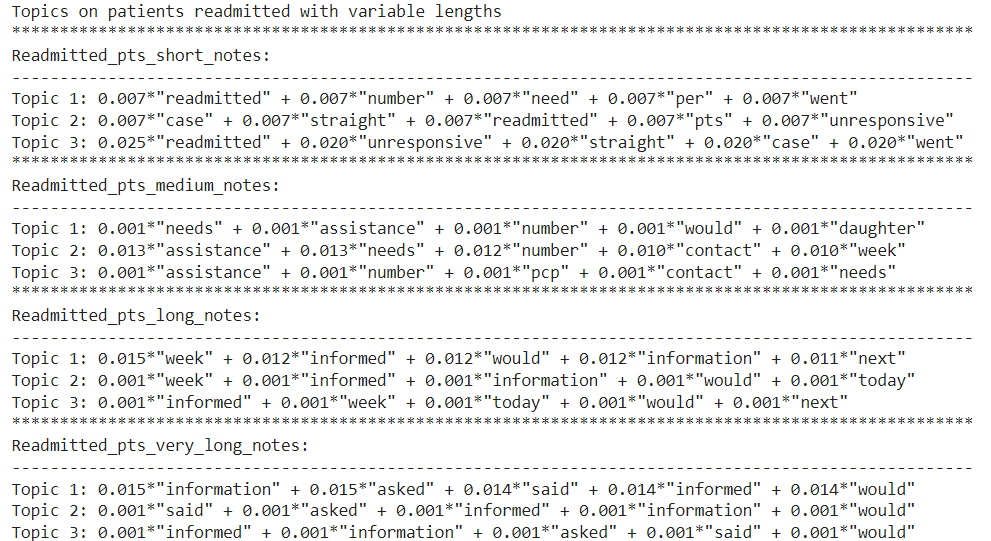 Topics on patients readmitted with variable lengths
****************************************************************************************************
Readmitted_pts_short_notes:
----------------------------------------------------------------------------------------------------
Topic 1: 0.007*"readmitted" + 0.007*"number" + 0.007*"need" + 0.007*"per" + 0.007*"went"
Topic 2: 0.007*"case" + 0.007*"straight" + 0.007*"readmitted" + 0.007*"pts" + 0.007*"unresponsive"
Topic 3: 0.025*"readmitted" + 0.020*"unresponsive" + 0.020*"straight" + 0.020*"case" + 0.020*"went"
****************************************************************************************************
Readmitted_pts_medium_notes:
----------------------------------------------------------------------------------------------------
Topic 1: 0.001*"needs" + 0.001*"assistance" + 0.001*"number" + 0.001*"would" + 0.001*"daughter"
Topic 2: 0.013*"assistance" + 0.013*"needs" + 0.012*"number" + 0.010*"contact" + 0.010*"week"
Topic 3: 0.001*"assistance" + 0.001*"number" + 0.001*"pcp" + 0.001*"contact" + 0.001*"needs"
****************************************************************************************************
Readmitted_pts_long_notes:
----------------------------------------------------------------------------------------------------
Topic 1: 0.015*"week" + 0.012*"informed" + 0.012*"would" + 0.012*"information" + 0.011*"next"
Topic 2: 0.001*"week" + 0.001*"informed" + 0.001*"information" + 0.001*"would" + 0.001*"today"
Topic 3: 0.001*"informed" + 0.001*"week" + 0.001*"today" + 0.001*"would" + 0.001*"next"
****************************************************************************************************
Readmitted_pts_very_long_notes:
----------------------------------------------------------------------------------------------------
Topic 1: 0.015*"information" + 0.015*"asked" + 0.014*"said" + 0.014*"informed" + 0.014*"would"
Topic 2: 0.001*"said" + 0.001*"asked" + 0.001*"informed" + 0.001*"information" + 0.001*"would"
Topic 3: 0.001*"informed" + 0.001*"information" + 0.001*"asked" + 0.001*"said" + 0.001*"would"